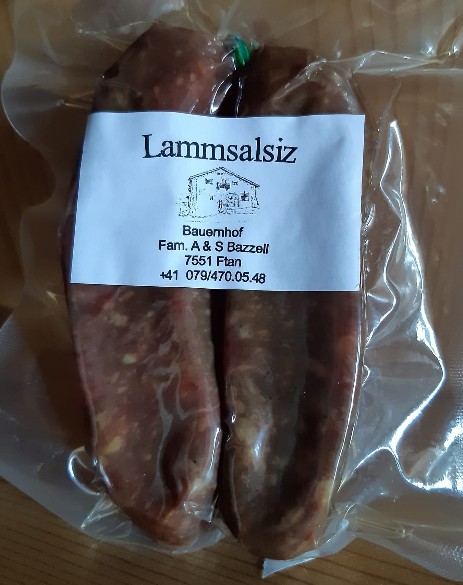 Lammsalsiz
Bauernhof
Fam. A & S Bazzell
7551 Ftan
+41 079/470.05.48